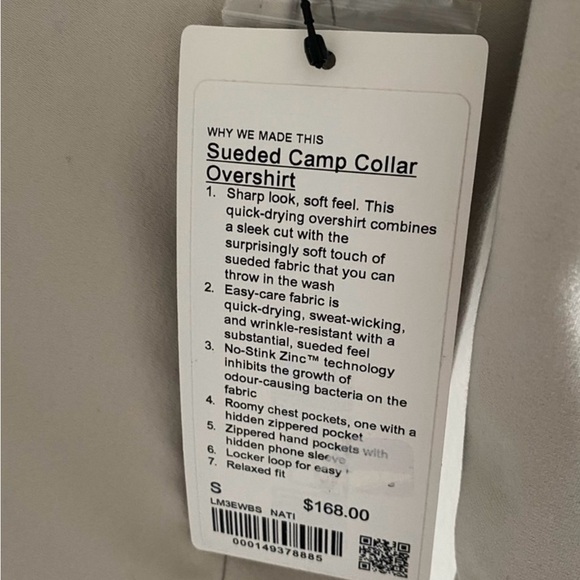 WHY WE MADE THIS
Sueded Camp Collar
Overshirt
1. Sharp look, soft feel. This
quick-drying overshirt combines
a sleek cut with the
surprisingly soft touch of
sueded fabric that you can
throw in the wash
2. Easy-care fabric is
quick-drying, sweat-wicking,
and wrinkle-resistant with a
substantial, sueded feel
3. No-Stink Zinc™ technology
inhibits the growth of
odour-causing bacteria on the
fabric
4. Roomy chest pockets, one with a
hidden zippered pocket
5. Zippered hand pockets with
hidden phone sleeve
6. Locker loop for easy
7. Relaxed fit
S
LM3EWBS NATI $168.00
000149378885